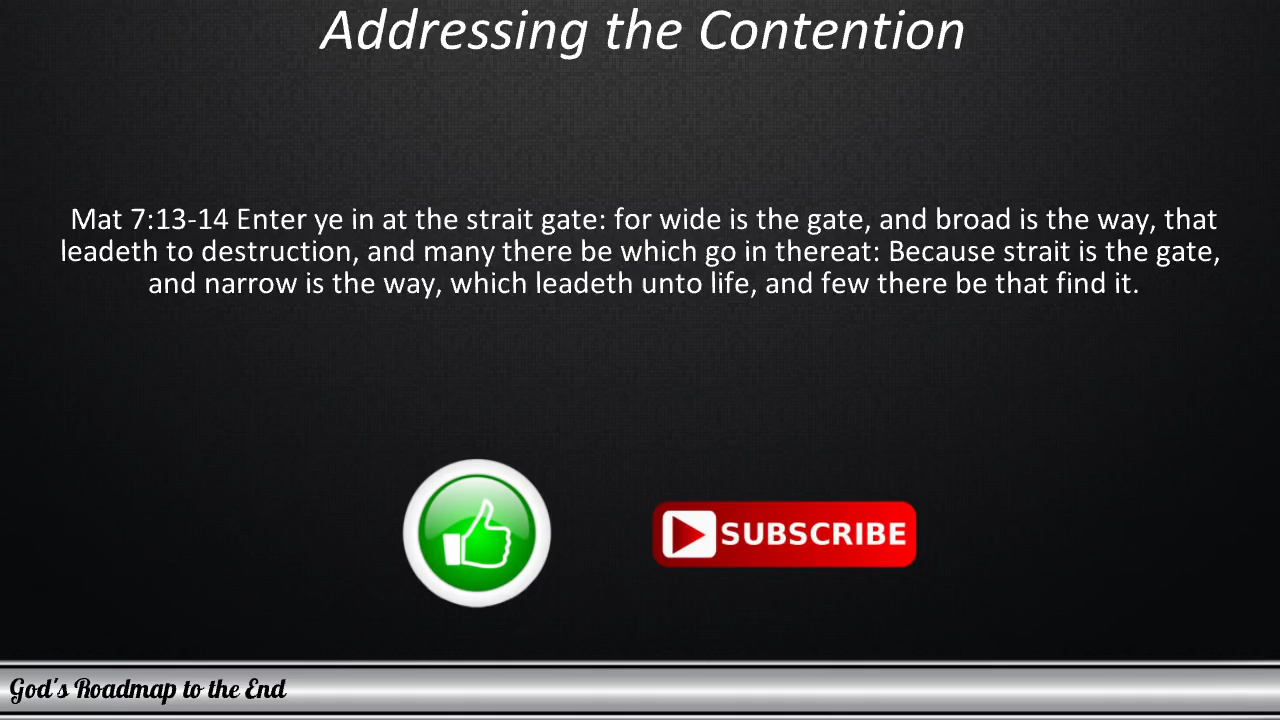 Addressing the Contention
Mat 7:13-14 Enter ye in at the strait gate: for wide is the gate, and broad is the way, that
leadeth to destruction, and many there be which go in thereat: Because strait is the gate,
and narrow is the way, which leadeth unto life, and few there be that find it.
SUBSCRIBE
God's Roadmap to the End